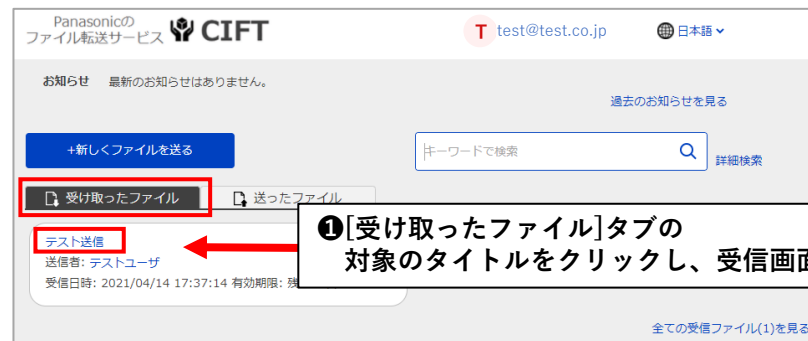 Panasonicの
ファイル転送サービス CIFT
T test@test.co.jp 日本語
お知らせ 最新のお知らせはありません。
過去のお知らせを見る
+新しくファイルを送る
キーワードで検索
詳細検索
受け取ったファイル 送ったファイル
❶[受け取ったファイル]タブの
対象のタイトルをクリックし、受信画面
テスト送信
送信者: テストユーザ
受信日時: 2021/04/14 17:37:14 有効期限: 残
全ての受信ファイル(1)を見る